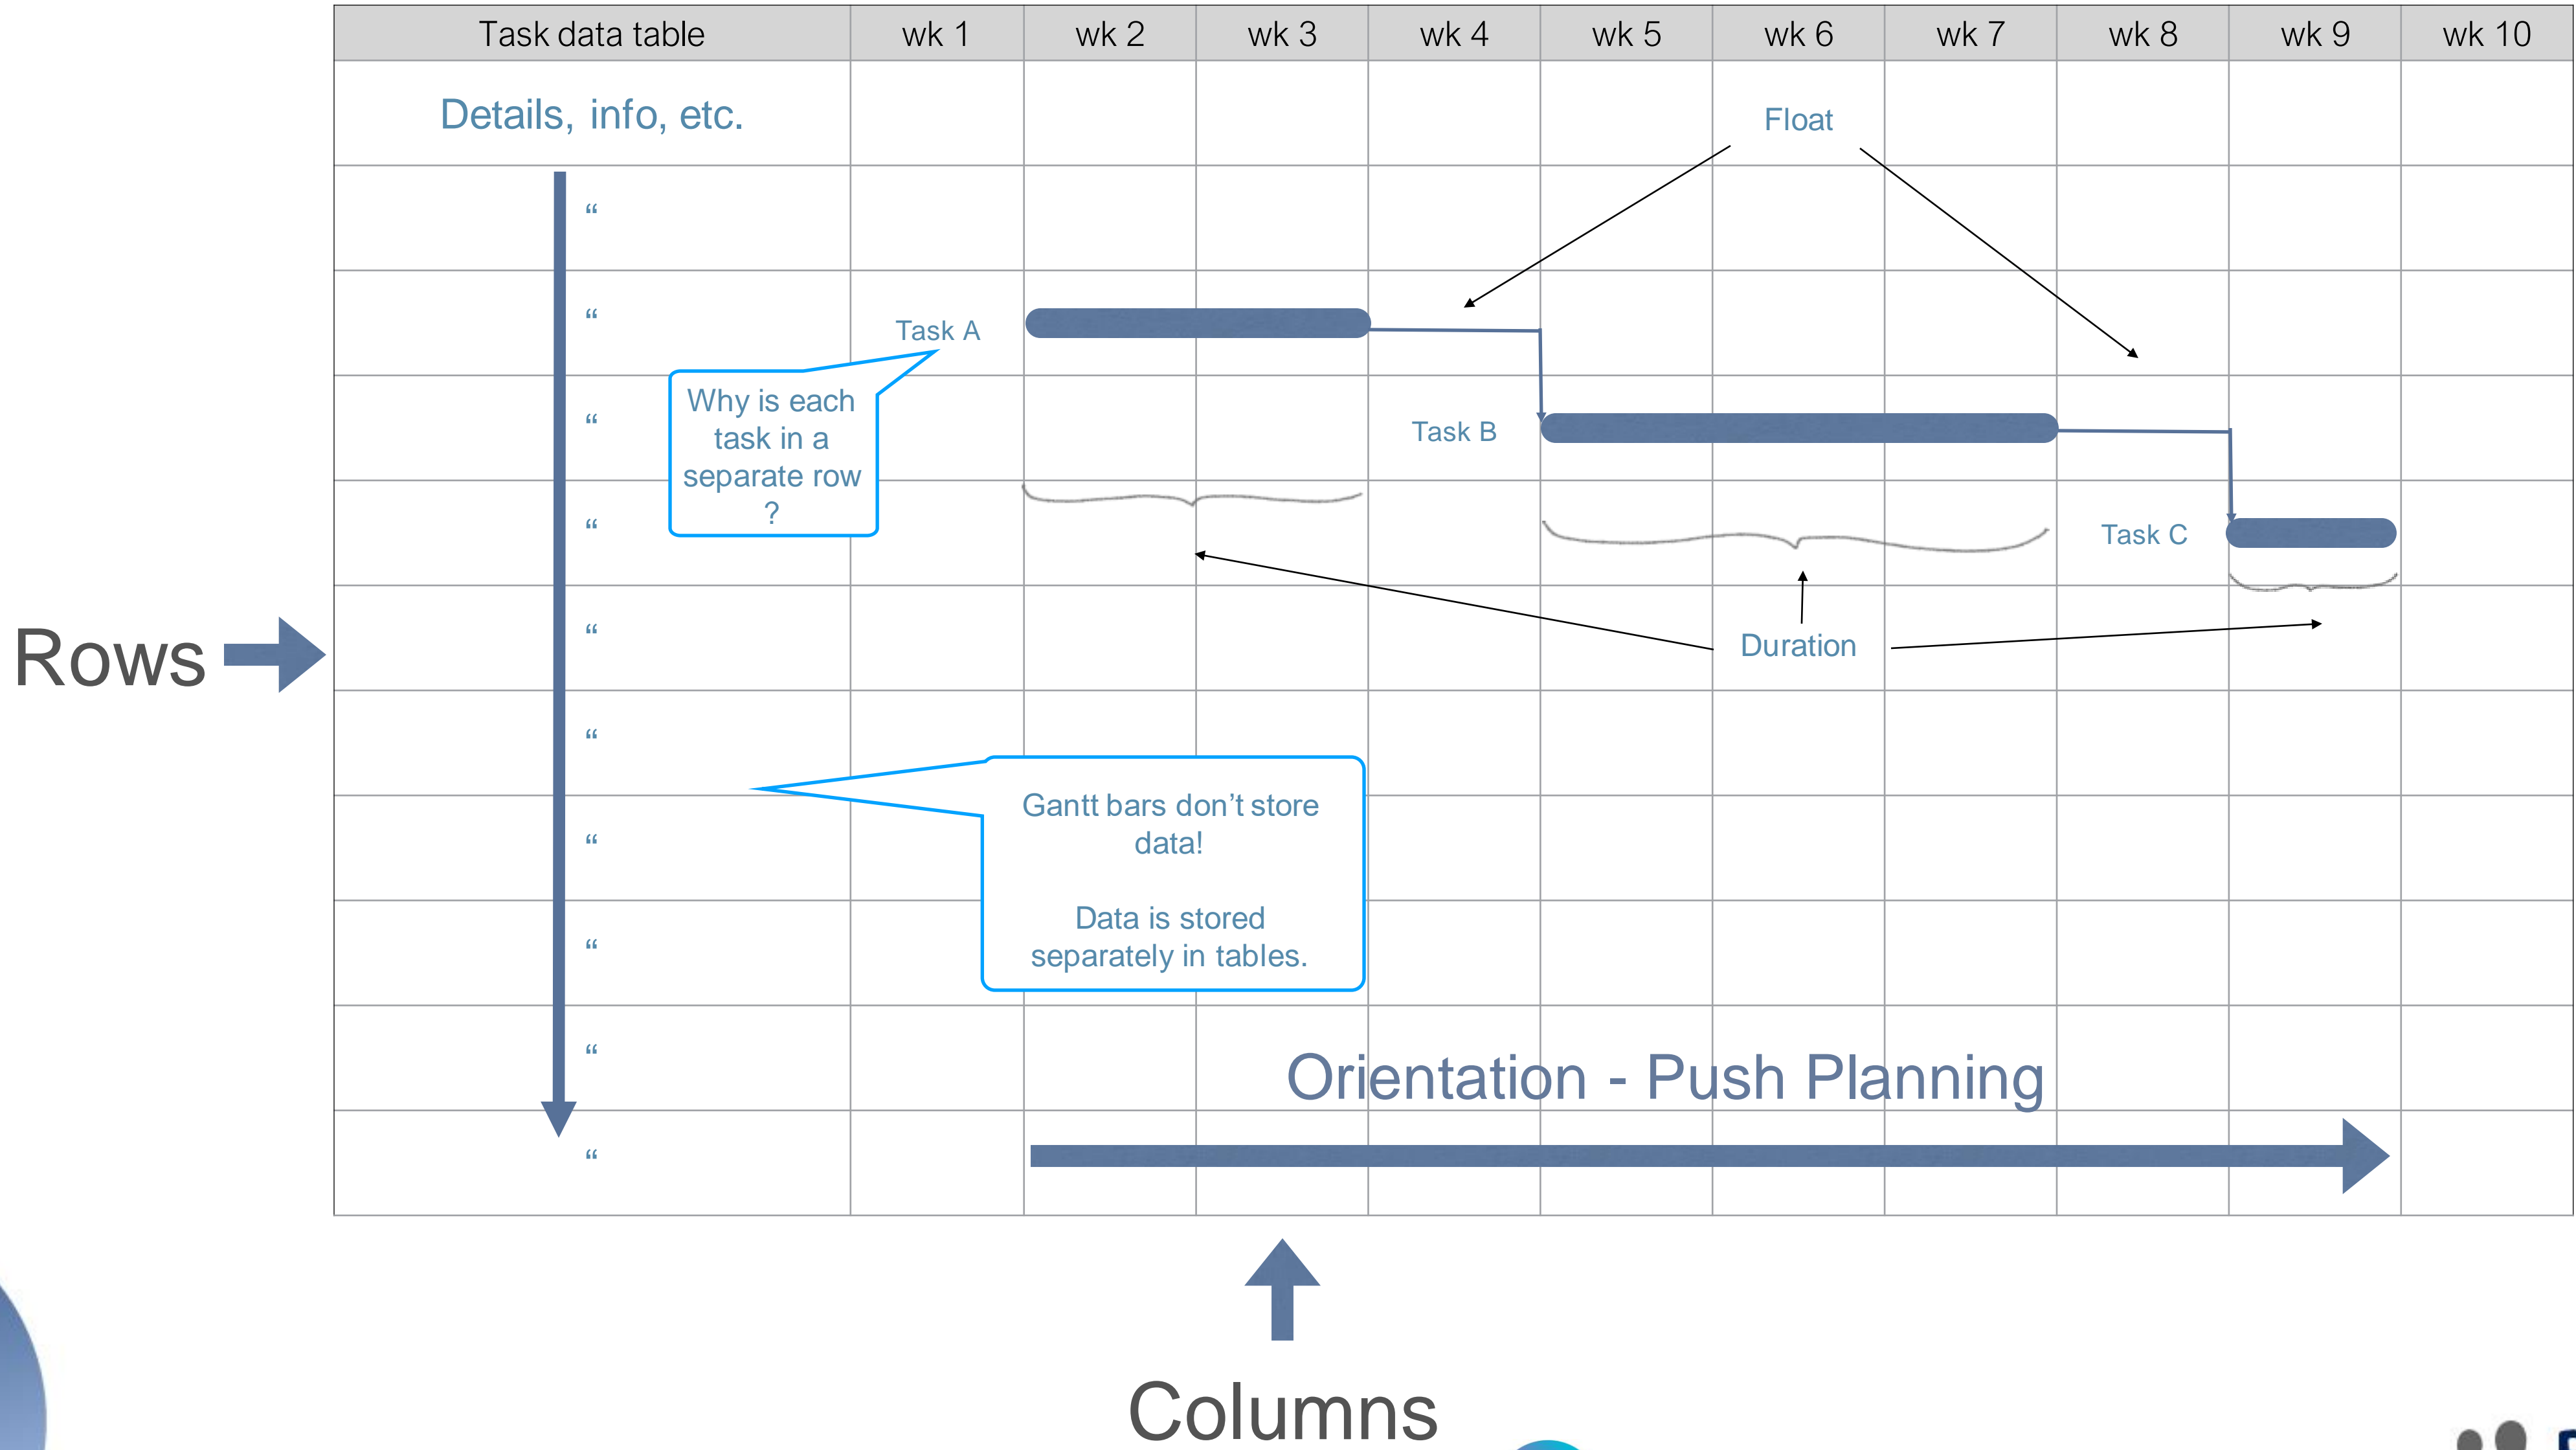 Task data table wk 1 wk 2 wk 3 wk 4 wk 5 wk 6 wk 7 wk 8 wk 9 wk 10
Details, info, etc.
Float
“
“
Task A
Why is each
task in a
separate row
?
“
Task B
“
Task C
Rows
“
Duration
“
Gantt bars don’t store
data!
Data is stored
separately in tables.
“
“
“
Orientation - Push Planning
“
Columns